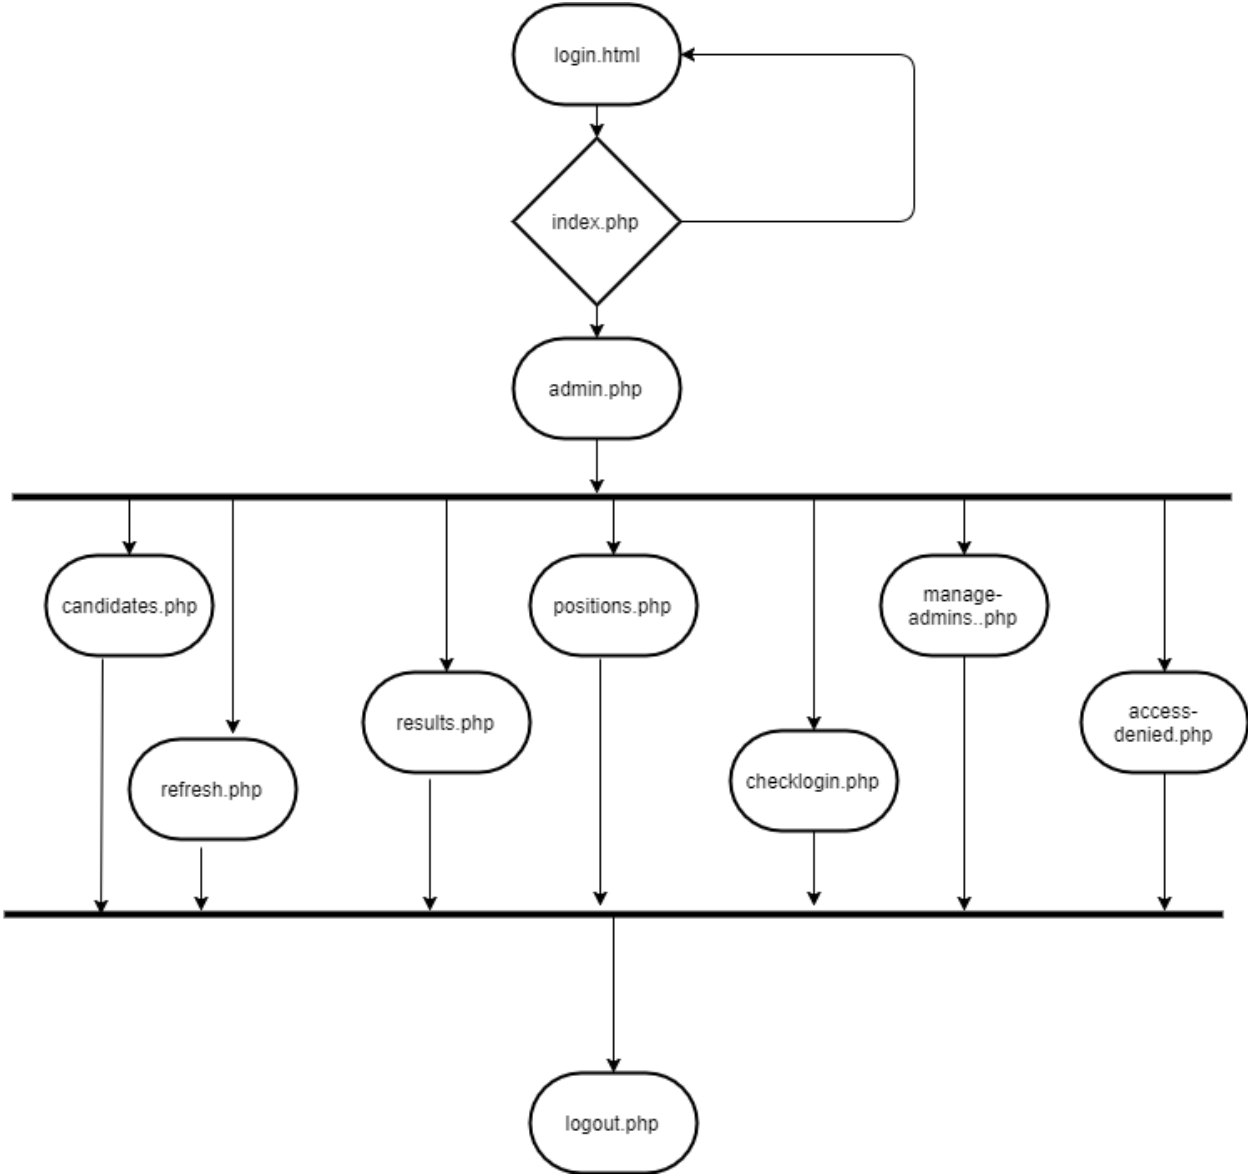 login.html
index.php
admin.php
candidates.php
positions.php
manage-
admins..php
results.php
access-
denied.php
refresh.php
checklogin.php
logout.php